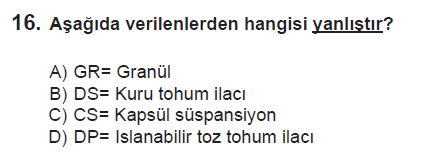 16. Aşağıda verilenlerden hangisi yanlıştır?
A) GR= Granül
B) DS= Kuru tohum ilacı
C) CS= Kapsül süspansiyon
D) DP= Islanabilir toz tohum ilacı